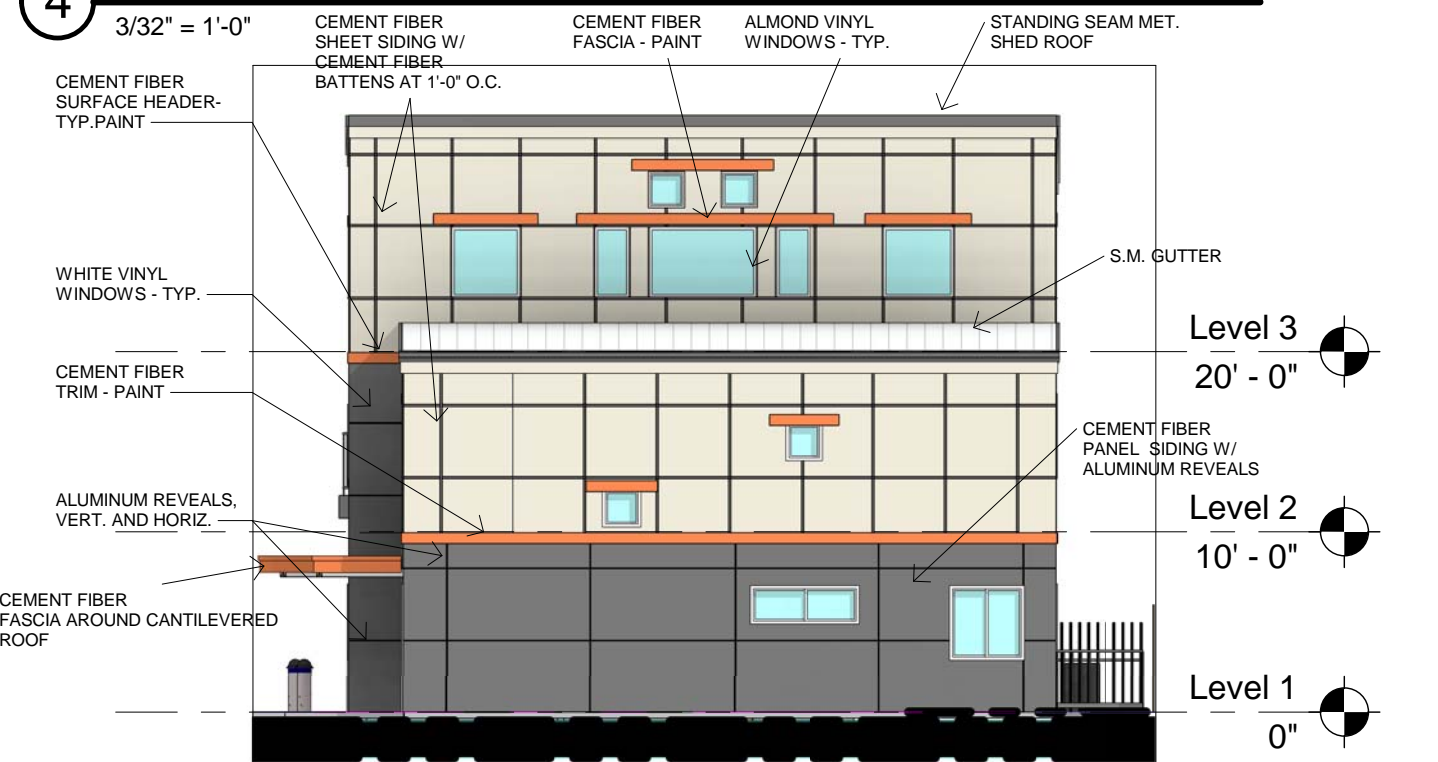 4
3/32" = 1'-0"
CEMENT FIBER
SHEET SIDING W/
CEMENT FIBER
BATTENS AT 1'-0" O.C.
CEMENT FIBER
FASCIA - PAINT
ALMOND VINYL
WINDOWS - TYP.
STANDING SEAM MET.
SHED ROOF
CEMENT FIBER
SURFACE HEADER-
TYP.PAINT
WHITE VINYL
WINDOWS - TYP.
CEMENT FIBER
TRIM - PAINT
ALUMINUM REVEALS,
VERT. AND HORIZ.
CEMENT FIBER
FASCIA AROUND CANTILEVERED
ROOF
S.M. GUTTER
Level 3
20' - 0"
CEMENT FIBER
PANEL SIDING W/
ALUMINUM REVEALS
Level 2
10' - 0"
Level 1
0"